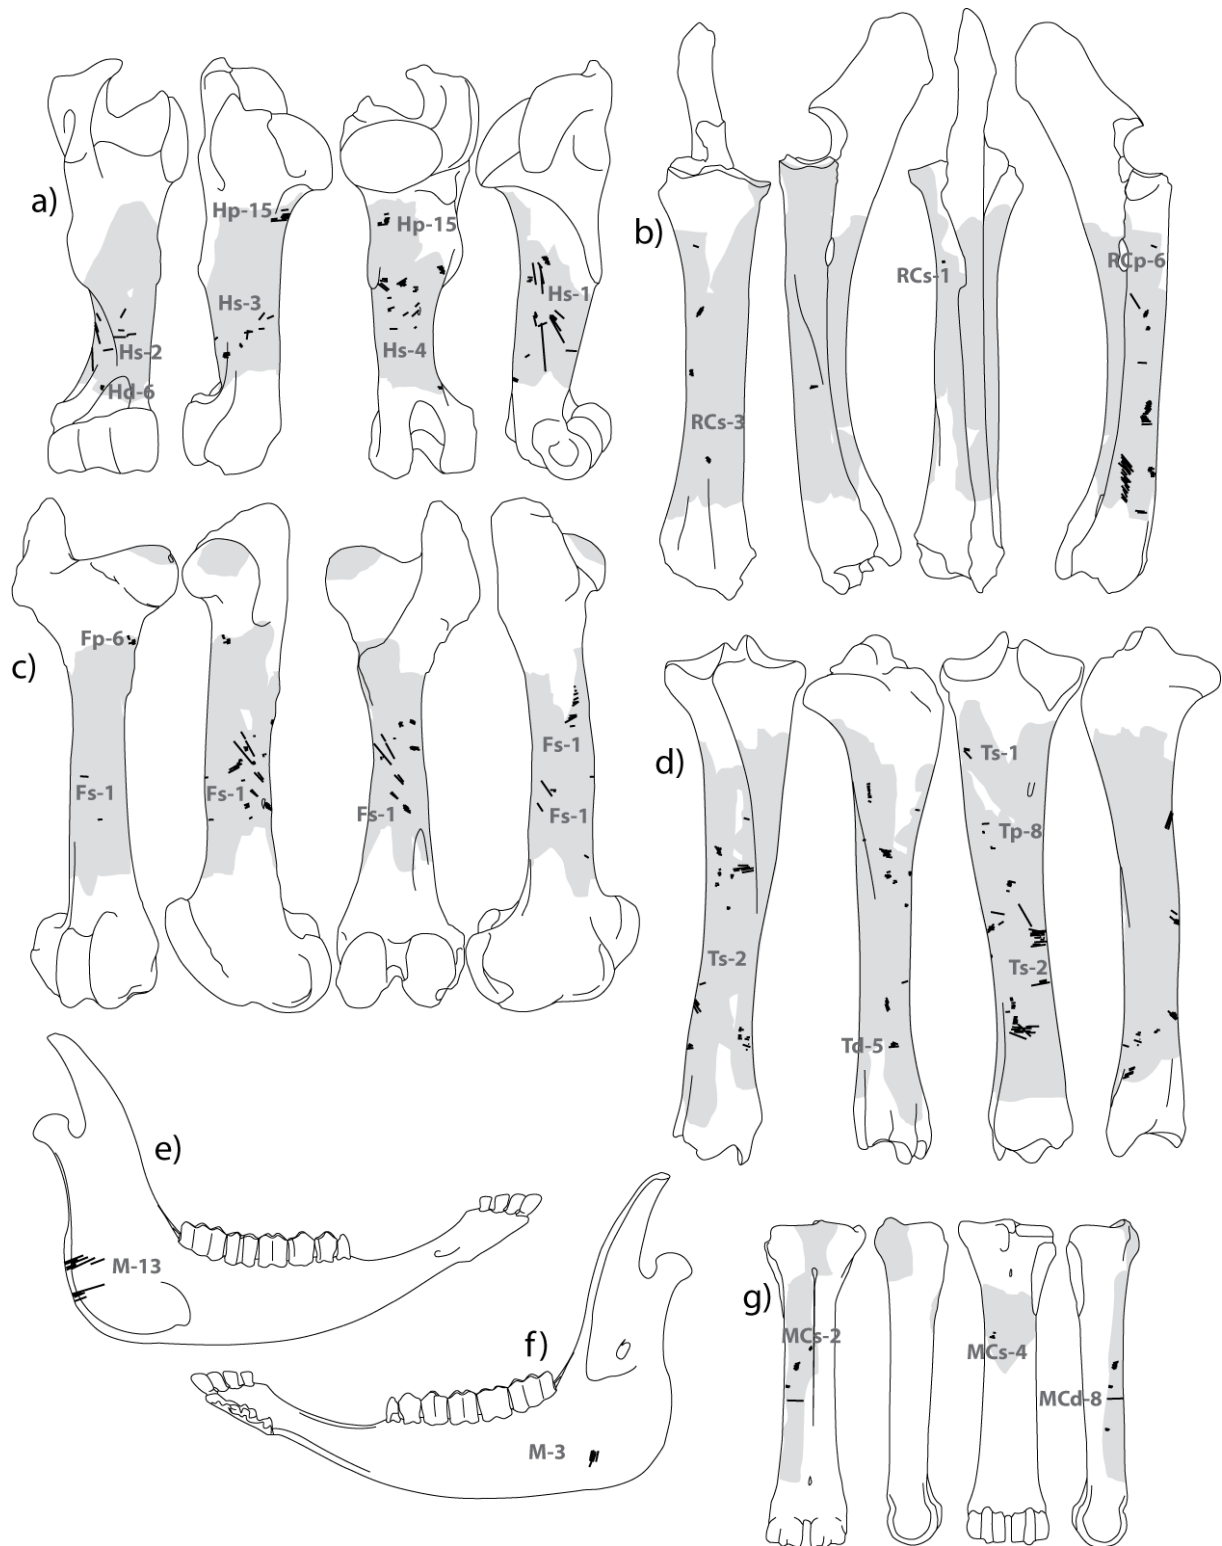 a)
Hp-15
Hp-15
Hs-3
Hs-1
Hs-2
Hs-4
Hd-6
b)
RCs-1
RCp-6
RCs-3
c)
Fp-6
Fs-1
Fs-1
Fs-1
Fs-1
Fs-1
d)
Ts-1
Tp-8
Ts-2
Ts-2
Td-5
e)
M-13
f)
M-3
g)
MCs-2
MCs-4
MCd-8